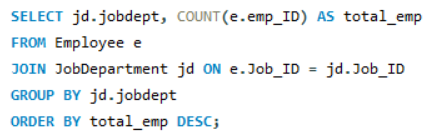 SELECT jd.jobdept, COUNT(e.emp_ID) AS total_emp
FROM Employee e
JOIN JobDepartment jd ON e.Job_ID = jd.Job_ID
GROUP BY jd.jobdept
ORDER BY total_emp DESC;